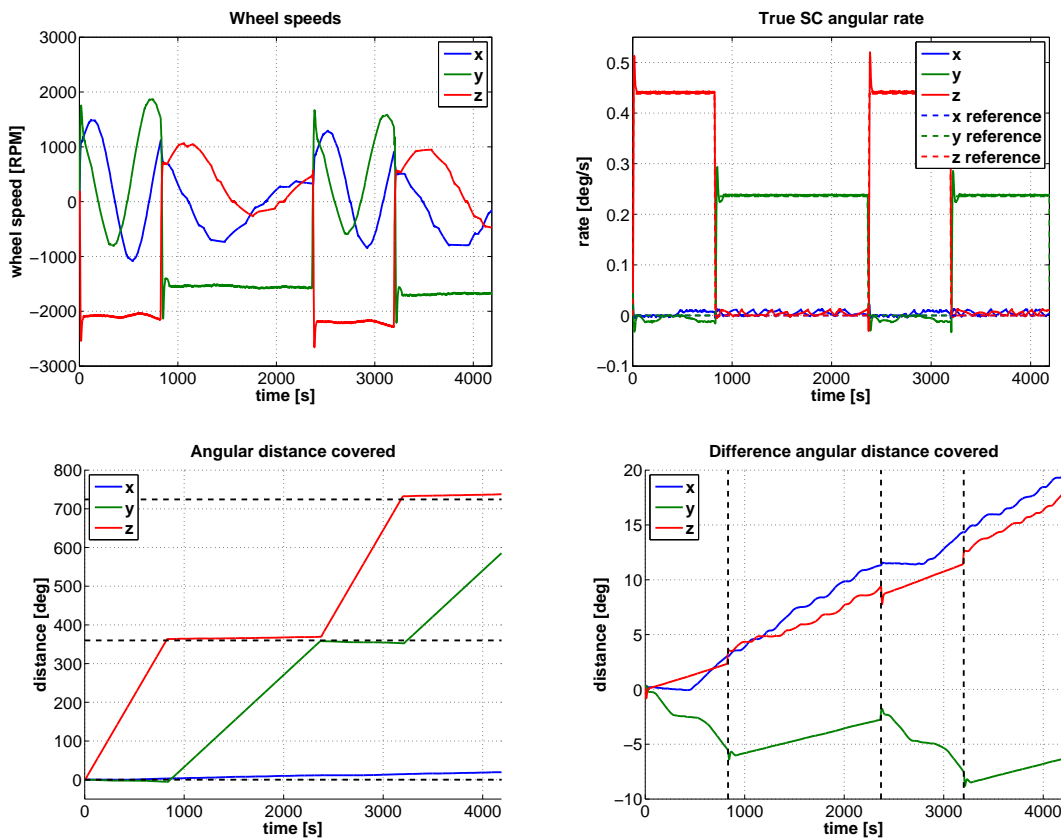 Wheel speeds
3000
2000
1000
0
−1000
−2000
−3000
wheel speed [RPM]
x
y
z
0 1000 2000 3000 4000
time [s]
True SC angular rate
0.5
0.4
0.3
0.2
0.1
0
−0.1
rate [deg/s]
x
y
z
x reference
y reference
z reference
0 1000 2000 3000 4000
time [s]
Angular distance covered
800
700
600
500
400
300
200
100
0
distance [deg]
x
y
z
0 1000 2000 3000 4000
time [s]
Difference angular distance covered
20
15
10
5
0
−5
−10
distance [deg]
x
y
z
0 1000 2000 3000 4000
time [s]